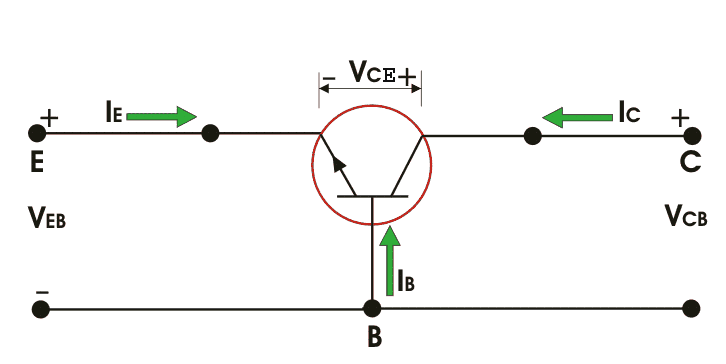 - VCE +
+ IE IC +
E C
VEB VCB
-
IB
B